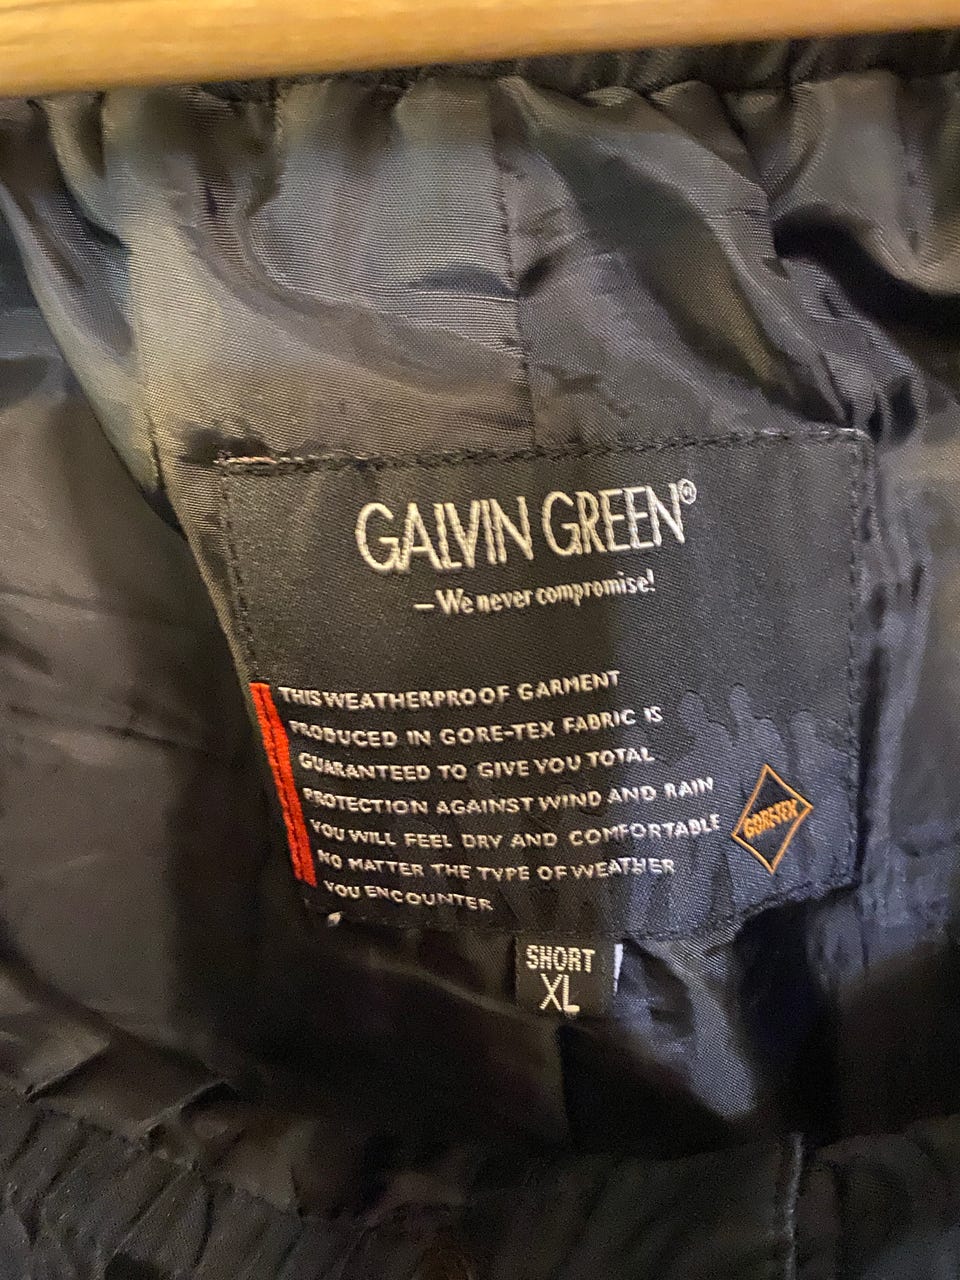 GALVIN GREEN®
– We never compromise!
THIS WEATHERPROOF GARMENT
PRODUCED IN GORE-TEX FABRIC IS
GUARANTEED TO GIVE YOU TOTAL
PROTECTION AGAINST WIND AND RAIN
YOU WILL FEEL DRY AND COMFORTABLE
NO MATTER THE TYPE OF WEATHER
YOU ENCOUNTER
GORE-TEX
SHORT
XL